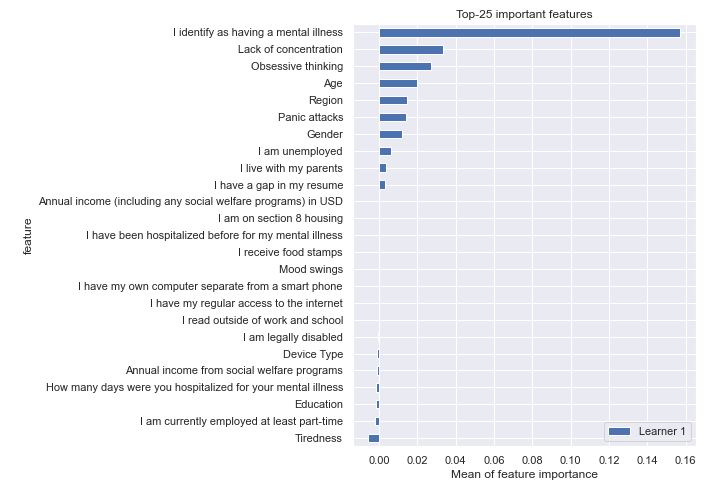 Top-25 important features
I identify as having a mental illness
Lack of concentration
Obsessive thinking
Age
Region
Panic attacks
Gender
I am unemployed
I live with my parents
I have a gap in my resume
Annual income (including any social welfare programs) in USD
I am on section 8 housing
I have been hospitalized before for my mental illness
I receive food stamps
Mood swings
I have my own computer separate from a smart phone
I have my regular access to the internet
I read outside of work and school
I am legally disabled
Device Type
Annual income from social welfare programs
How many days were you hospitalized for your mental illness
Education
I am currently employed at least part-time
Tiredness
feature
Learner 1
0.00 0.02 0.04 0.06 0.08 0.10 0.12 0.14 0.16
Mean of feature importance